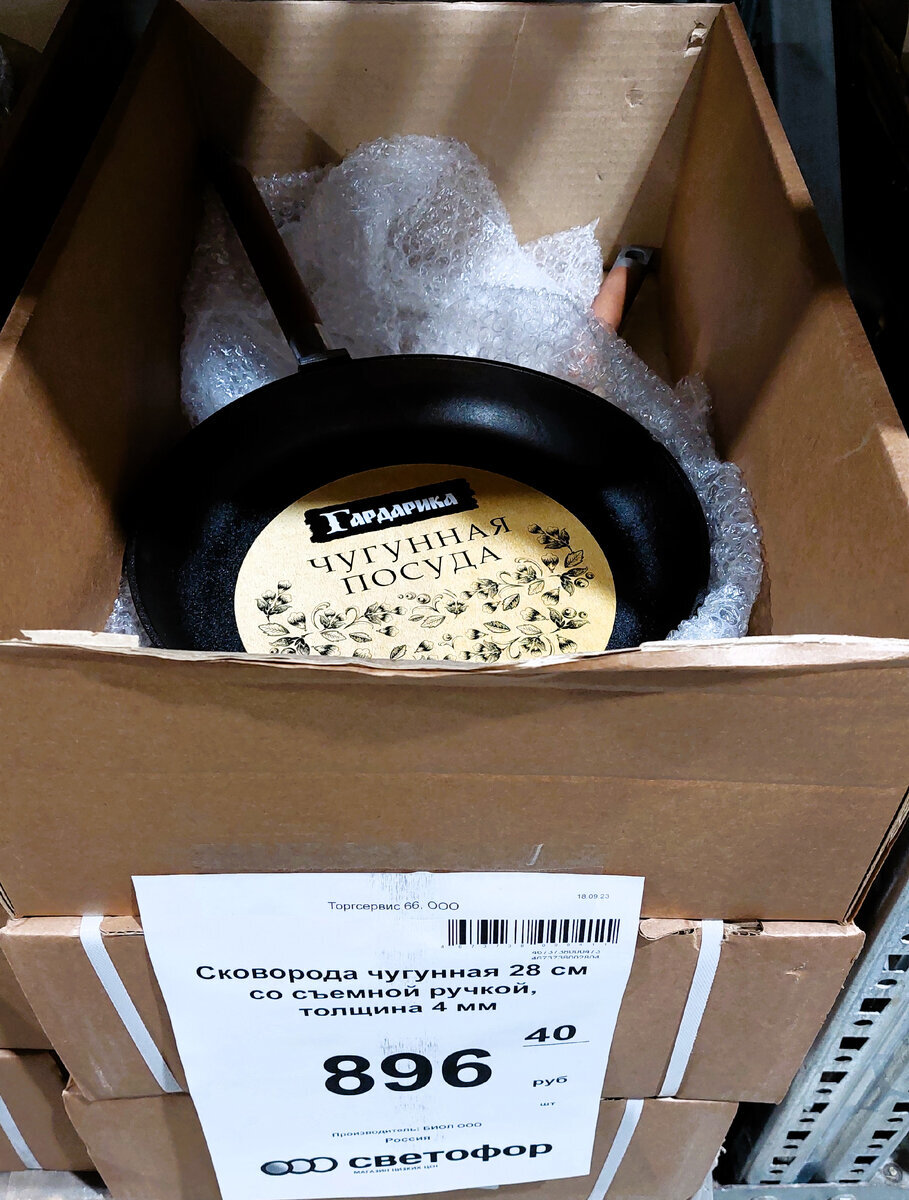 Гардарика
ЧУГУННАЯ
ПОСУДА
Торгсервис 66. ООО
18.09.23
Сковорода чугунная 28 см
со съемной ручкой,
толщина 4 мм
896
40
руб
шт
Производитель: БИОЛ ООО
Россия
светофор
МАГАЗИН НИЗКИХ ЦЕН